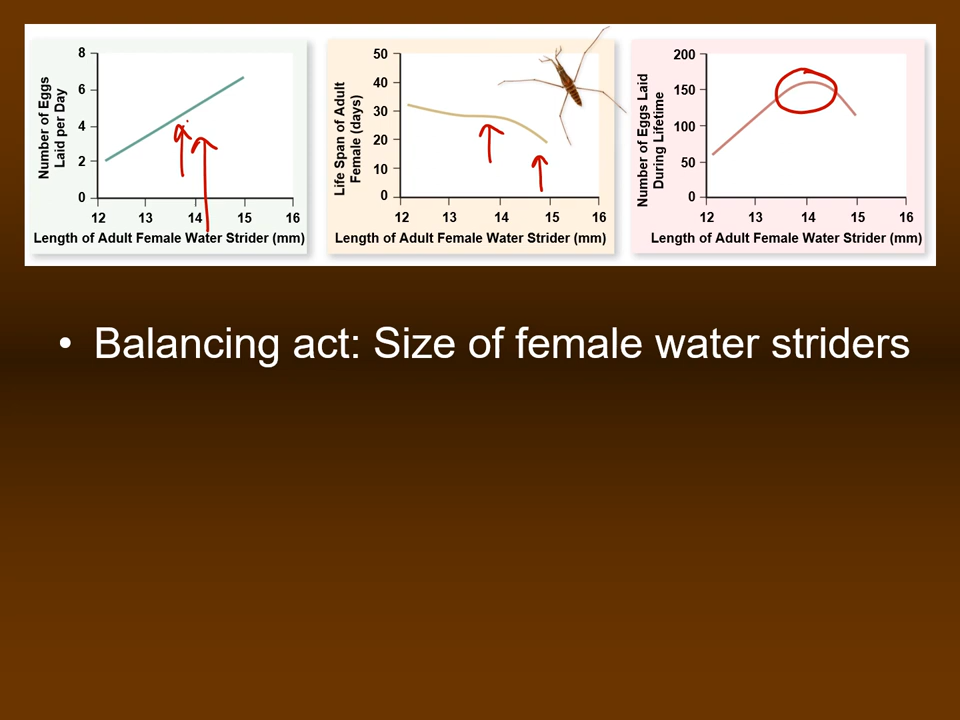 Number of Eggs
Laid per Day
8
6
4
2
0
12 13 14 15 16
Length of Adult Female Water Strider (mm)
Life Span of Adult
Female (days)
50
40
30
20
10
0
12 13 14 15 16
Length of Adult Female Water Strider (mm)
Number of Eggs Laid
During Lifetime
200
150
100
50
0
12 13 14 15 16
Length of Adult Female Water Strider (mm)
• Balancing act: Size of female water striders